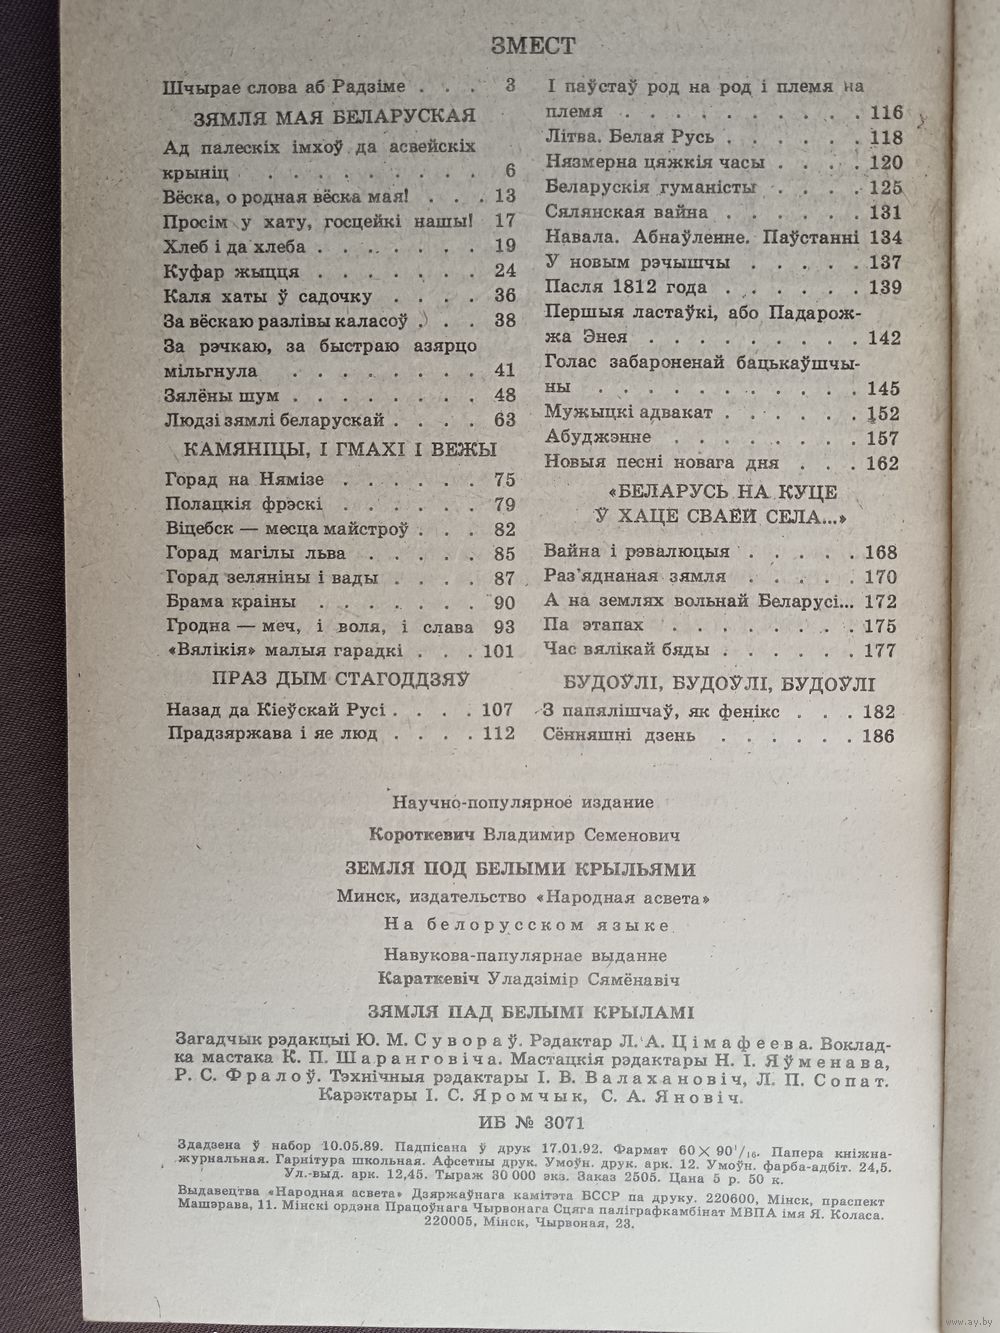 ЗМЕСТ
Шчырае слова аб Радзіме . . . 3
ЗЯМЛЯ МАЯ БЕЛАРУСКАЯ
Ад палескіх імхоў да асвейскіх
крыніц . . . . . . . . . 6
Вёска, о родная вёска мая! . . . 13
Просім у хату, госцейкі нашы! 17
Хлеб і да хлеба . . . . . . . 19
Куфар жыцця . . . . . . . 24
Каля хаты ў садочку . . . . 36
За вёскаю разлівы каласоў . . . 38
За рэчкаю, за быстраю азярцо
мільгнула . . . . . . . . 41
Зялёны шум . . . . . . . . 48
Людзі зямлі беларускай . . . . 63
КАМЯНІЦЫ, І ГМАХІ І ВЕЖЫ
Горад на Нямізе . . . . . . 75
Полацкія фрэскі . . . . . . 79
Віцебск — месца майстроў . . . 82
Горад магілы льва . . . . . 85
Горад зеляніны і вады . . . . 87
Брама краіны . . . . . . . 90
Гродна — меч, і воля, і слава 93
«Вялікія» малыя гарадкі . . . 101
ПРАЗ ДЫМ СТАГОДДЗЯЎ
Назад да Кіеўскай Русі . . . . 107
Прадзяржава і яе люд . . . . 112
І паўстаў род на род і племя на
племя . . . . . . . . . . 116
Літва. Белая Русь . . . . . . 118
Нязмерна цяжкія часы . . . . 120
Беларускія гуманісты . . . . 125
Сялянская вайна . . . . . . 131
Навала. Абнаўленне. Паўстанні 134
У новым рэчышчы . . . . . 137
Пасля 1812 года . . . . . . 139
Першыя ластаўкі, або Падарож-
жа Энея . . . . . . . . . 142
Голас забароненай бацькаўшчы-
ны . . . . . . . . . . . 145
Мужыцкі адвакат . . . . . . 152
Абуджэнне . . . . . . . . 157
Новыя песні новага дня . . . 162
«БЕЛАРУСЬ НА КУЦЕ
Ў ХАЦЕ СВАЁЙ СЕЛА...»
Вайна і рэвалюцыя . . . . . 168
Раз'яднаная зямля . . . . . 170
А на землях вольнай Беларусі... 172
Па этапах . . . . . . . . 175
Час вялікай бяды . . . . . . 177
БУДОЎЛІ, БУДОЎЛІ, БУДОЎЛІ
З папялішчаў, як фенікс . . . 182
Сённяшні дзень . . . . . . 186
Научно-популярное издание
Короткевич Владимир Семенович
ЗЕМЛЯ ПОД БЕЛЫМИ КРЫЛЬЯМИ
Минск, издательство «Народная асвета»
На белорусском языке
Навукова-папулярнае выданне
Караткевіч Уладзімір Сямёнавіч
ЗЯМЛЯ ПАД БЕЛЫМІ КРЫЛАМІ
Загадчык рэдакцыі Ю. М. Сувораў. Рэдактар Л. А. Цімафеева. Вокла­д-
ка мастака К. П. Шаранговіча. Мастацкія рэдактары Н. І. Яўменава,
Р. С. Фралоў. Тэхнічныя рэдактары І. В. Валахановіч, Л. П. Сопат.
Карэктары І. С. Яромчык, С. А. Яновіч.
ИБ № 3071
Здадзена ў набор 10.05.89. Падпісана ў друк 17.01.92. Фармат 60×90¹/₁₆. Папера кніжна-
журнальная. Гарнітура школьная. Афсетны друк. Умоўн. друк. арк. 12. Умоўн. фарба-адбіт. 24,5.
Ул.-выд. арк. 12,45. Тыраж 30 000 экз. Заказ 2505. Цана 5 р. 50 к.
Выдавецтва «Народная асвета» Дзяржаўнага камітэта БССР па друку. 220600, Мінск, праспект
Машэрава, 11. Мінскі ордэна Працоўнага Чырвонага Сцяга паліграфкамбінат МВПА імя Я. Коласа.
220005, Мінск, Чырвоная, 23.
www.ay.by